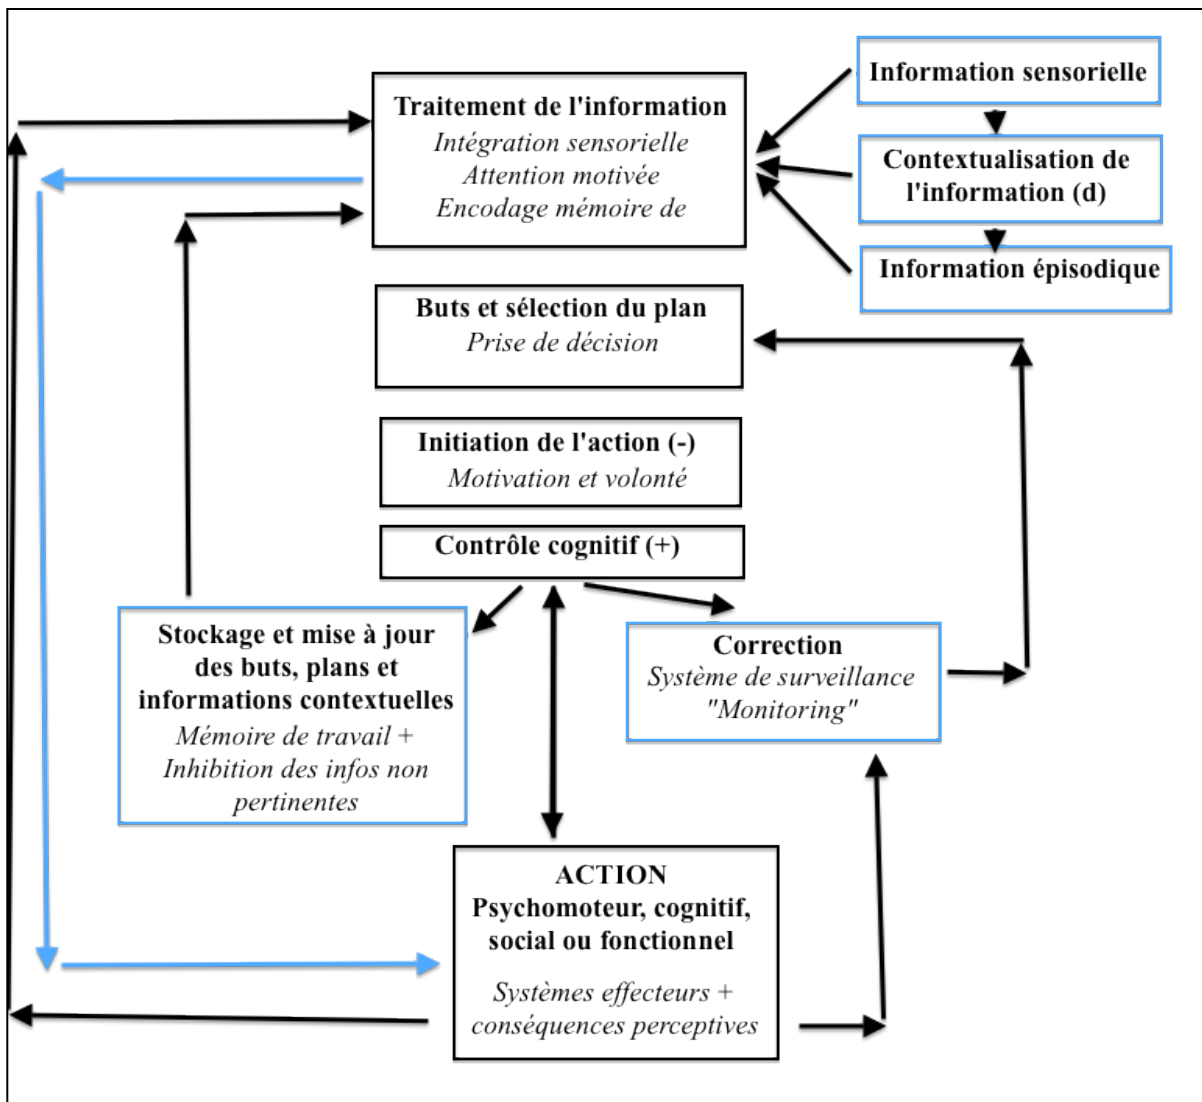 Traitement de l'information
Intégration sensorielle
Attention motivée
Encodage mémoire de
Information sensorielle
Contextualisation de
l'information (d)
Information épisodique
Buts et sélection du plan
Prise de décision
Initiation de l'action (-)
Motivation et volonté
Contrôle cognitif (+)
Stockage et mise à jour
des buts, plans et
informations contextuelles
Mémoire de travail +
Inhibition des infos non
pertinentes
Correction
Système de surveillance
"Monitoring"
ACTION
Psychomoteur, cognitif,
social ou fonctionnel
Systèmes effecteurs +
conséquences perceptives